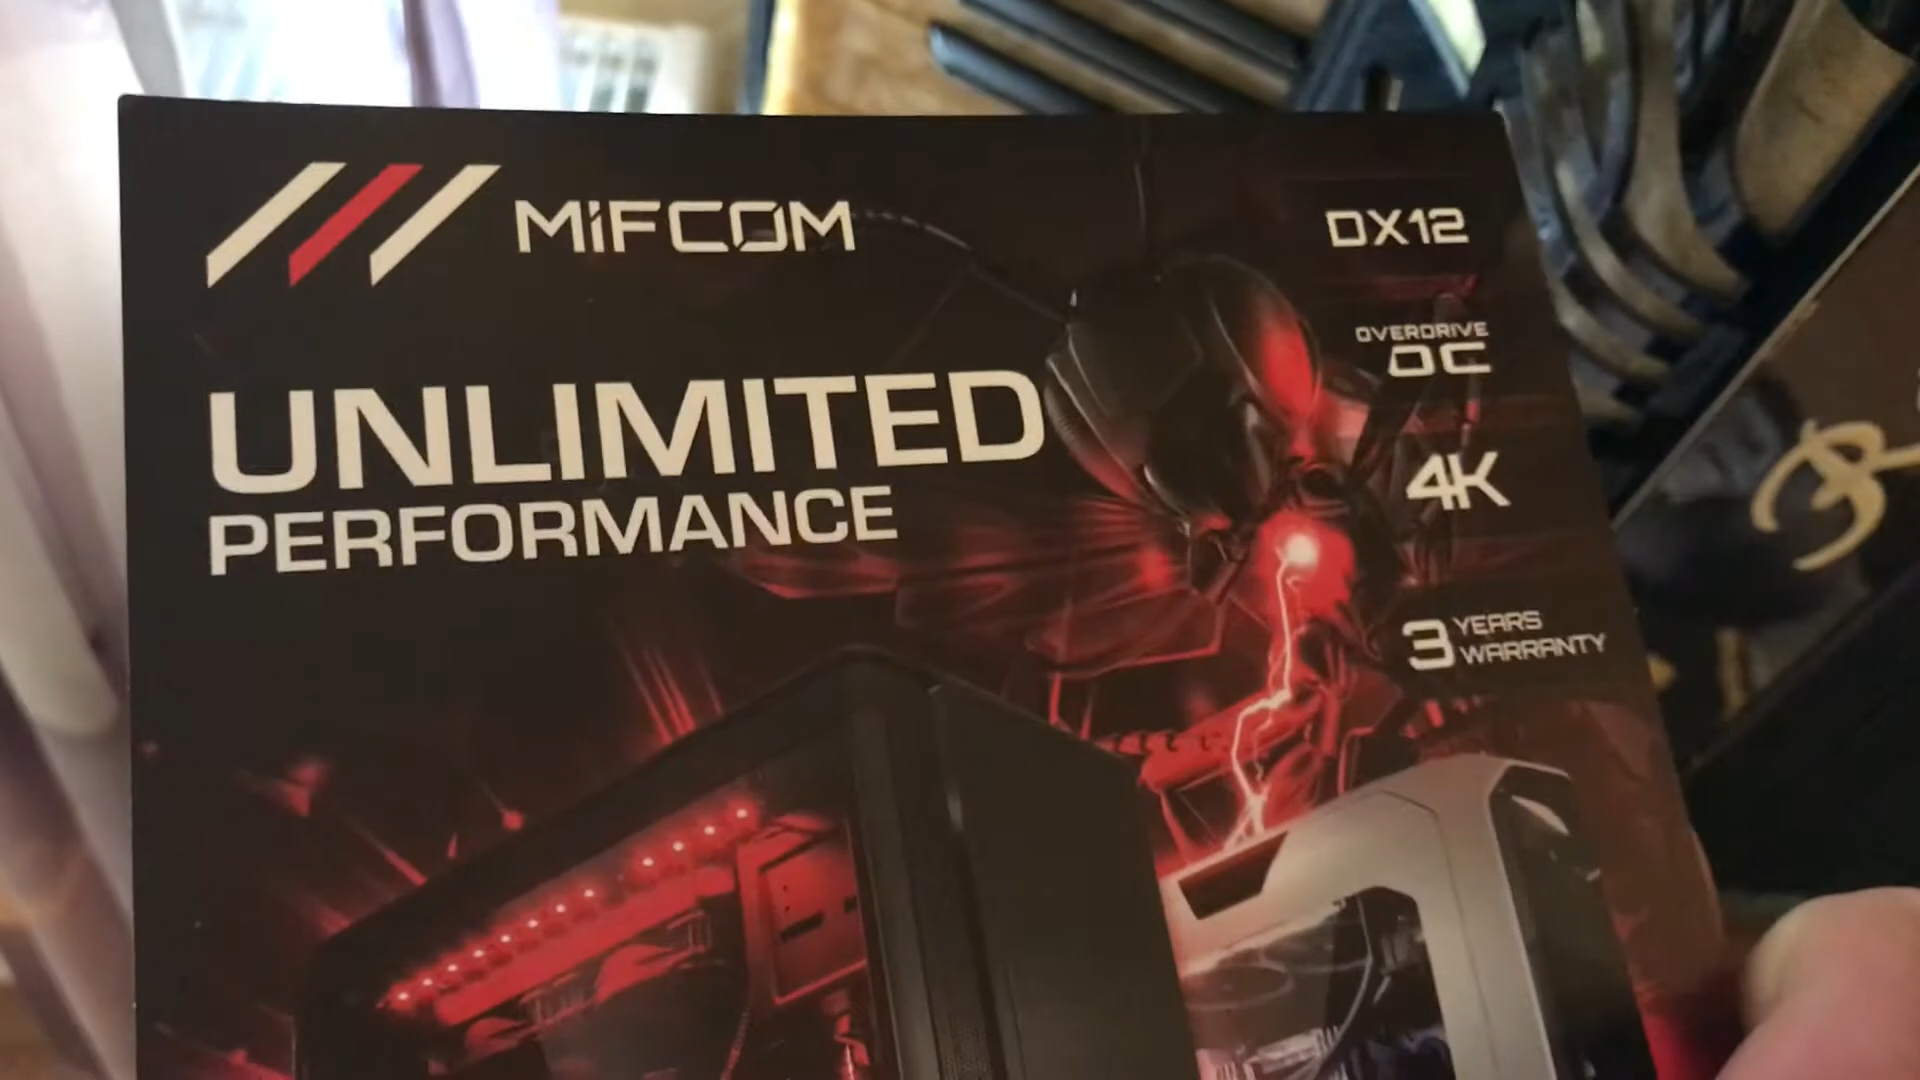 MiFCOM
DX12
OVERDRIVE
OC
UNLIMITED
PERFORMANCE
4K
3 YEARS
WARRANTY